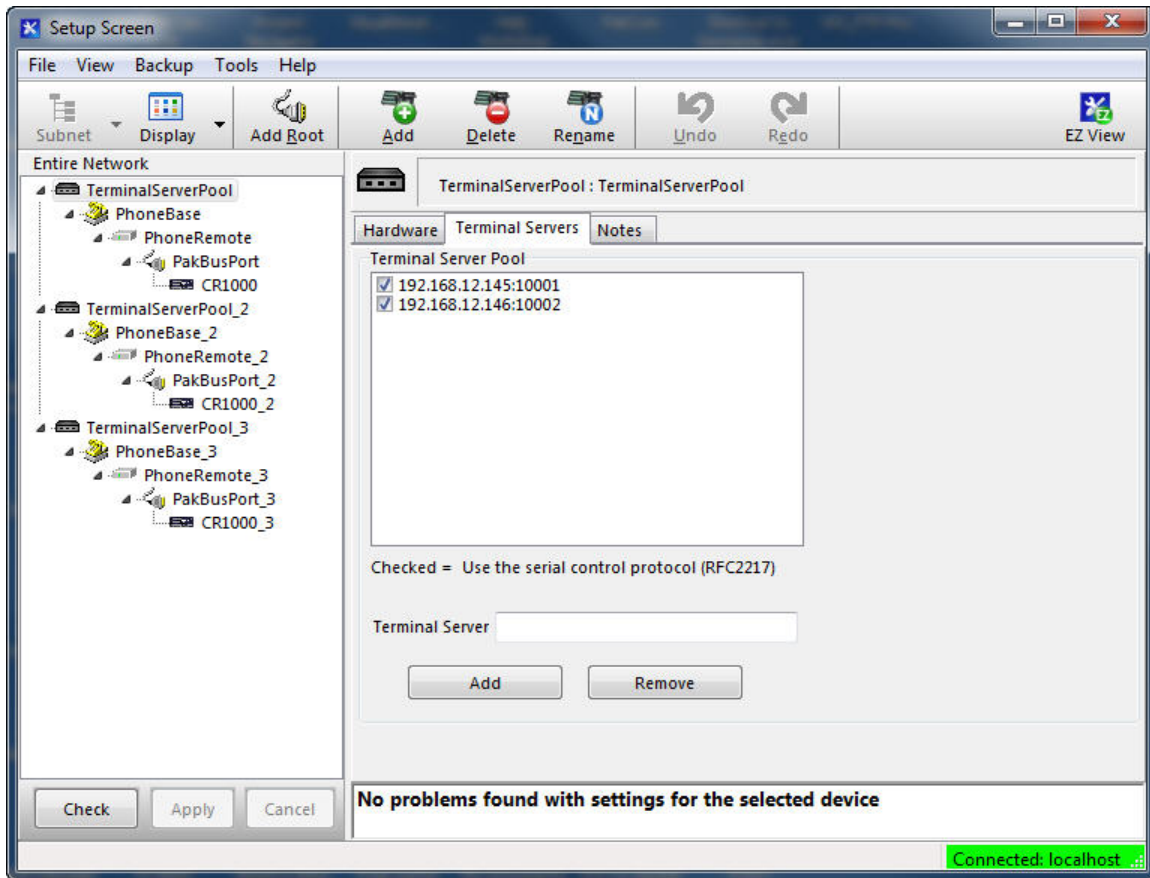 Setup Screen
File View Backup Tools Help
Subnet Display Add Root Add Delete Rename Undo Redo EZ View
Entire Network
TerminalServerPool
PhoneBase
PhoneRemote
PakBusPort
CR1000
TerminalServerPool_2
PhoneBase_2
PhoneRemote_2
PakBusPort_2
CR1000_2
TerminalServerPool_3
PhoneBase_3
PhoneRemote_3
PakBusPort_3
CR1000_3
Check Apply Cancel
TerminalServerPool : TerminalServerPool
Hardware Terminal Servers Notes
Terminal Server Pool
192.168.12.145:10001
192.168.12.146:10002
Checked = Use the serial control protocol (RFC2217)
Terminal Server
Add Remove
No problems found with settings for the selected device
Connected: localhost